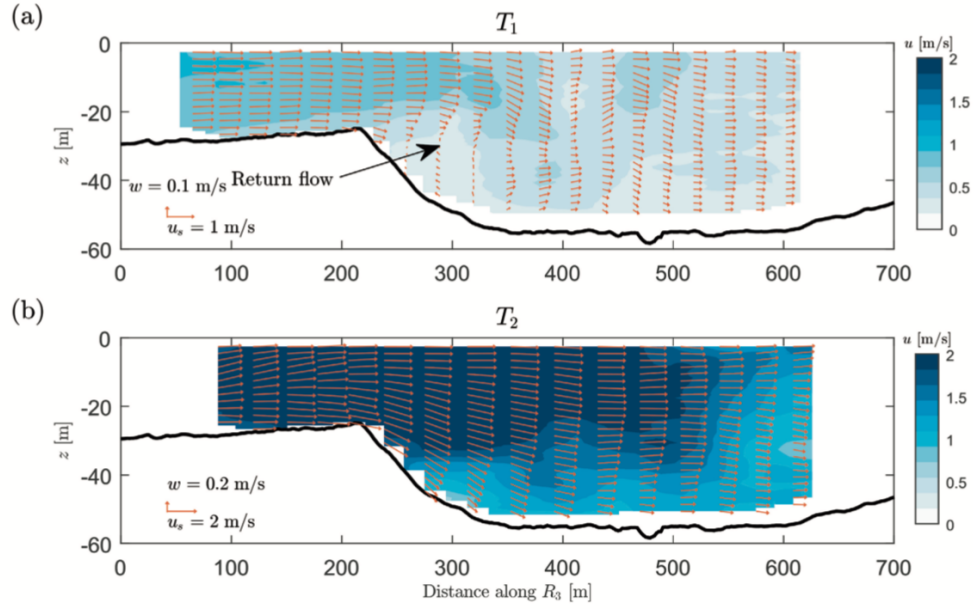 (a)
T₁
u [m/s]
0
-20
-40
-60
z [m]
w = 0.1 m/s
Return flow
uₛ = 1 m/s
2
1.5
1
0.5
0
0 100 200 300 400 500 600 700
(b)
T₂
u [m/s]
0
-20
-40
-60
z [m]
w = 0.2 m/s
uₛ = 2 m/s
2
1.5
1
0.5
0
0 100 200 300 400 500 600 700
Distance along R₃ [m]